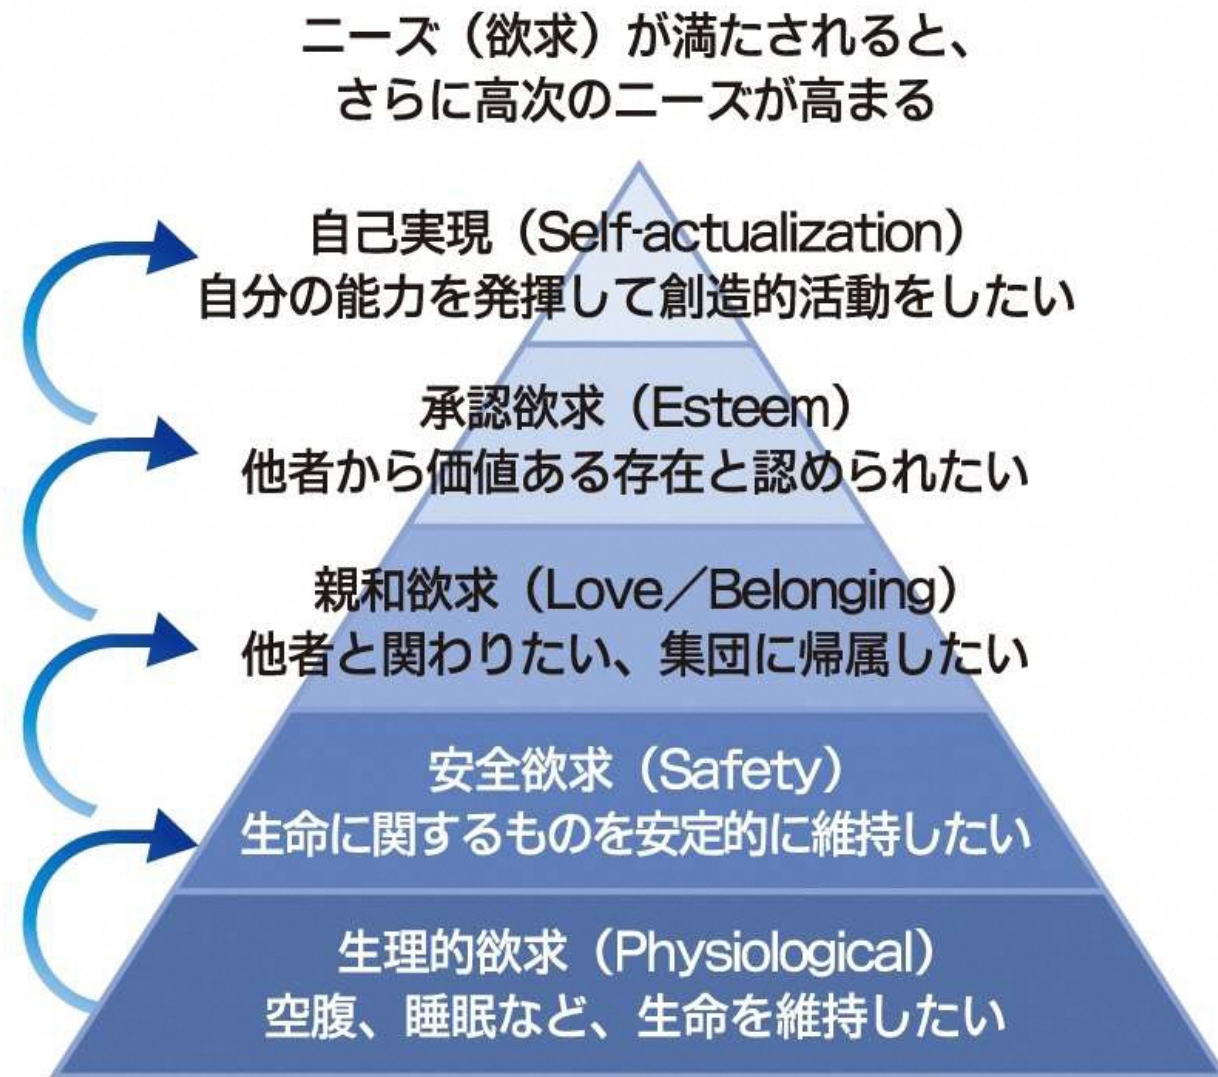 ニーズ（欲求）が満たされると、
さらに高次のニーズが高まる
自己実現（Self-actualization）
自分の能力を発揮して創造的活動をしたい
承認欲求（Esteem）
他者から価値ある存在と認められたい
親和欲求（Love／Belonging）
他者と関わりたい、集団に帰属したい
安全欲求（Safety）
生命に関するものを安定的に維持したい
生理的欲求（Physiological）
空腹、睡眠など、生命を維持したい